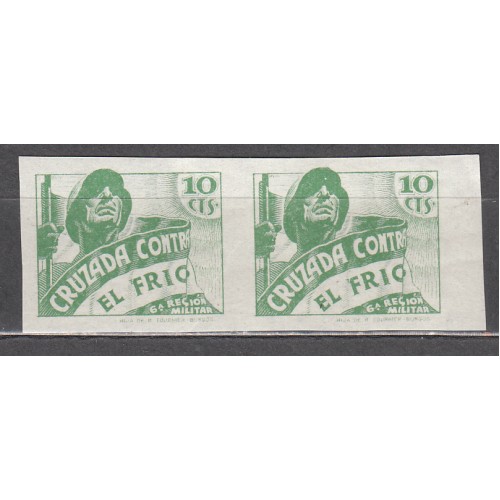 10
CTS.
CRUZADA CONTRA
EL FRIO
6ª REGION
MILITAR
10
CTS.
CRUZADA CONTRA
EL FRIO
6ª REGION
MILITAR